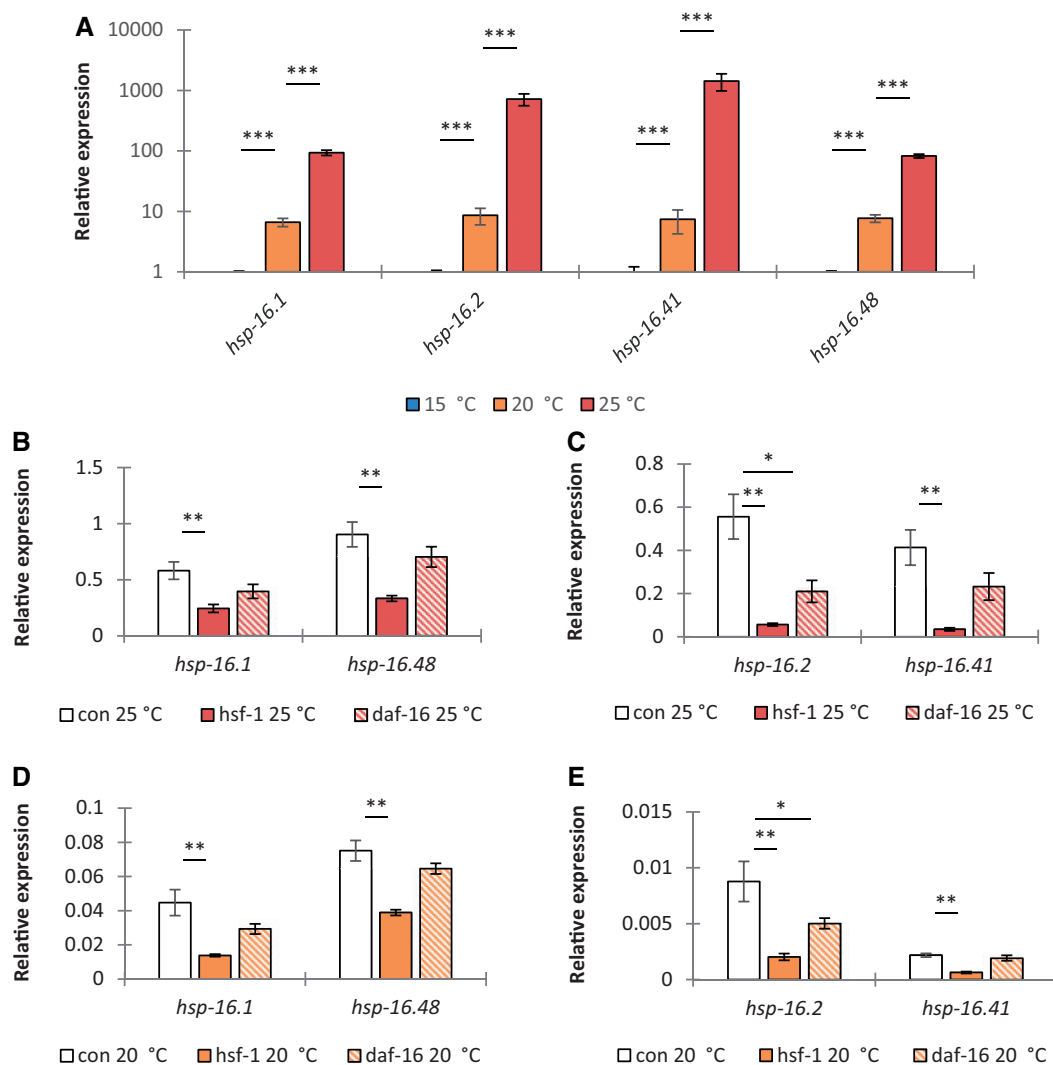 A
Relative expression
10000
1000
100
10
1
*** *** *** *** *** *** *** ***
hsp-16.1 hsp-16.2 hsp-16.41 hsp-16.48
15 °C 20 °C 25 °C
B
Relative expression
1.5
1
0.5
0
** **
hsp-16.1 hsp-16.48
con 25 °C hsf-1 25 °C daf-16 25 °C
C
Relative expression
0.8
0.6
0.4
0.2
0
* ** **
hsp-16.2 hsp-16.41
con 25 °C hsf-1 25 °C daf-16 25 °C
D
Relative expression
0.1
0.08
0.06
0.04
0.02
0
** **
hsp-16.1 hsp-16.48
con 20 °C hsf-1 20 °C daf-16 20 °C
E
Relative expression
0.015
0.01
0.005
0
* ** **
hsp-16.2 hsp-16.41
con 20 °C hsf-1 20 °C daf-16 20 °C